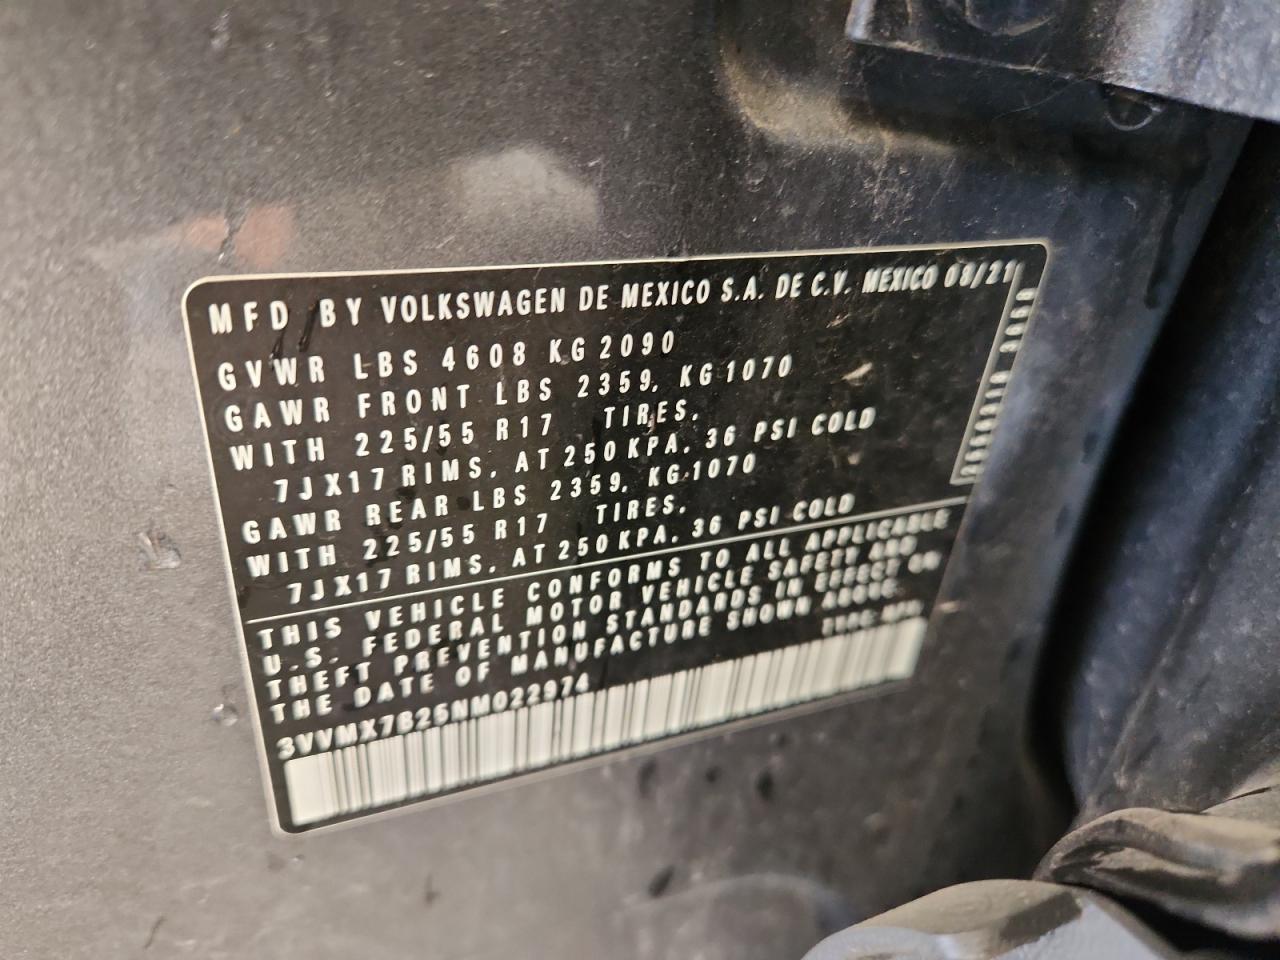 MFD BY VOLKSWAGEN DE MEXICO S.A. DE C.V. MEXICO 08/21
GVWR LBS 4608 KG 2090
GAWR FRONT LBS 2359, KG 1070
WITH 225/55 R17 TIRES,
7JX17 RIMS, AT 250 KPA, 36 PSI COLD
GAWR REAR LBS 2359, KG 1070
WITH 225/55 R17 TIRES,
7JX17 RIMS, AT 250 KPA, 36 PSI COLD
THIS VEHICLE CONFORMS TO ALL APPLICABLE
U.S. FEDERAL MOTOR VEHICLE SAFETY AND
THEFT PREVENTION STANDARDS IN EFFECT ON
THE DATE OF MANUFACTURE SHOWN ABOVE.
TYPE: MPV
3VVMX7B25NM022974